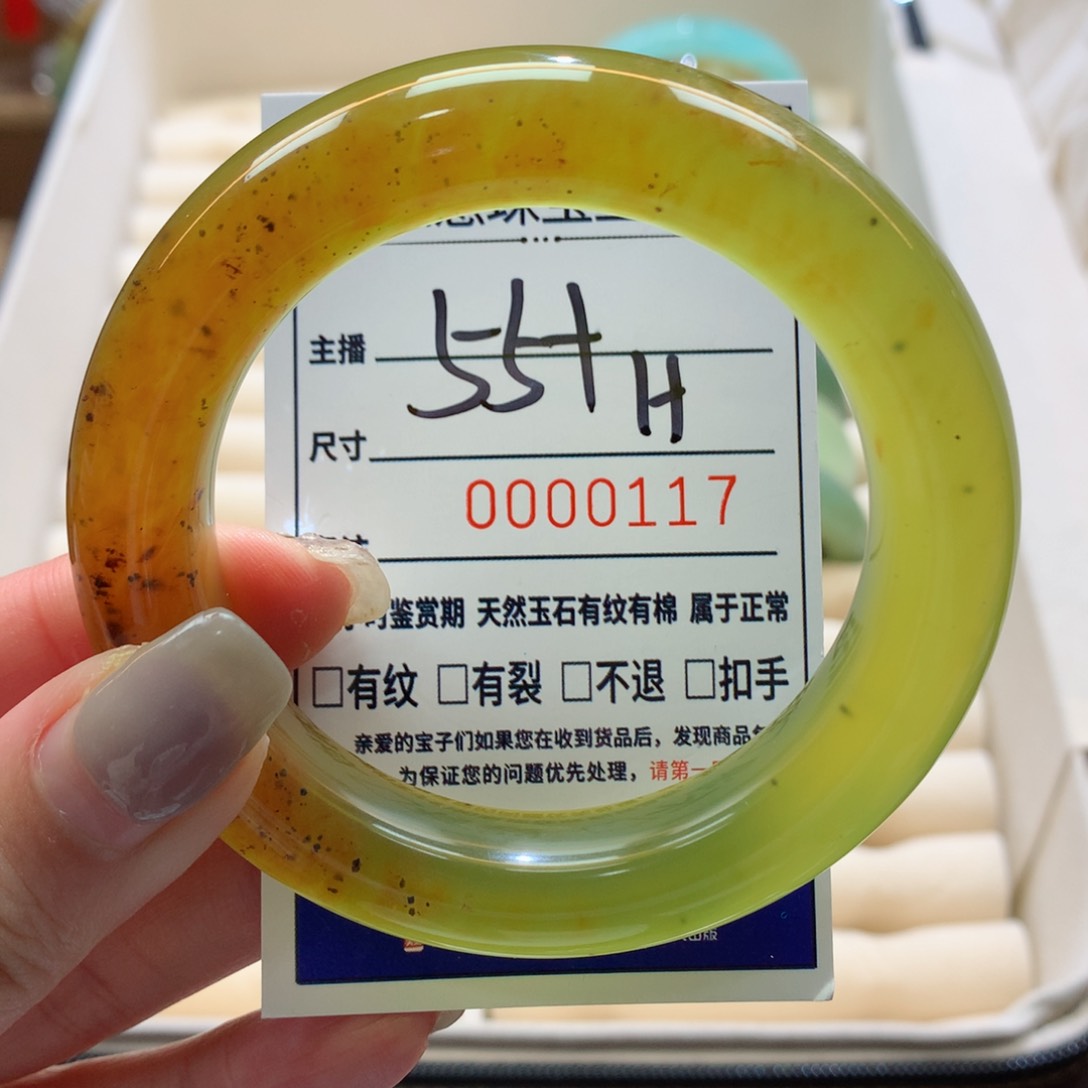 主播 55+
尺寸 H
0000117
鉴赏期 天然玉石有纹有棉 属于正常
□有纹 □有裂 □不退 □扣手
亲爱的宝子们如果您在收到货品后，发现商品
为保证您的问题优先处理，请第一